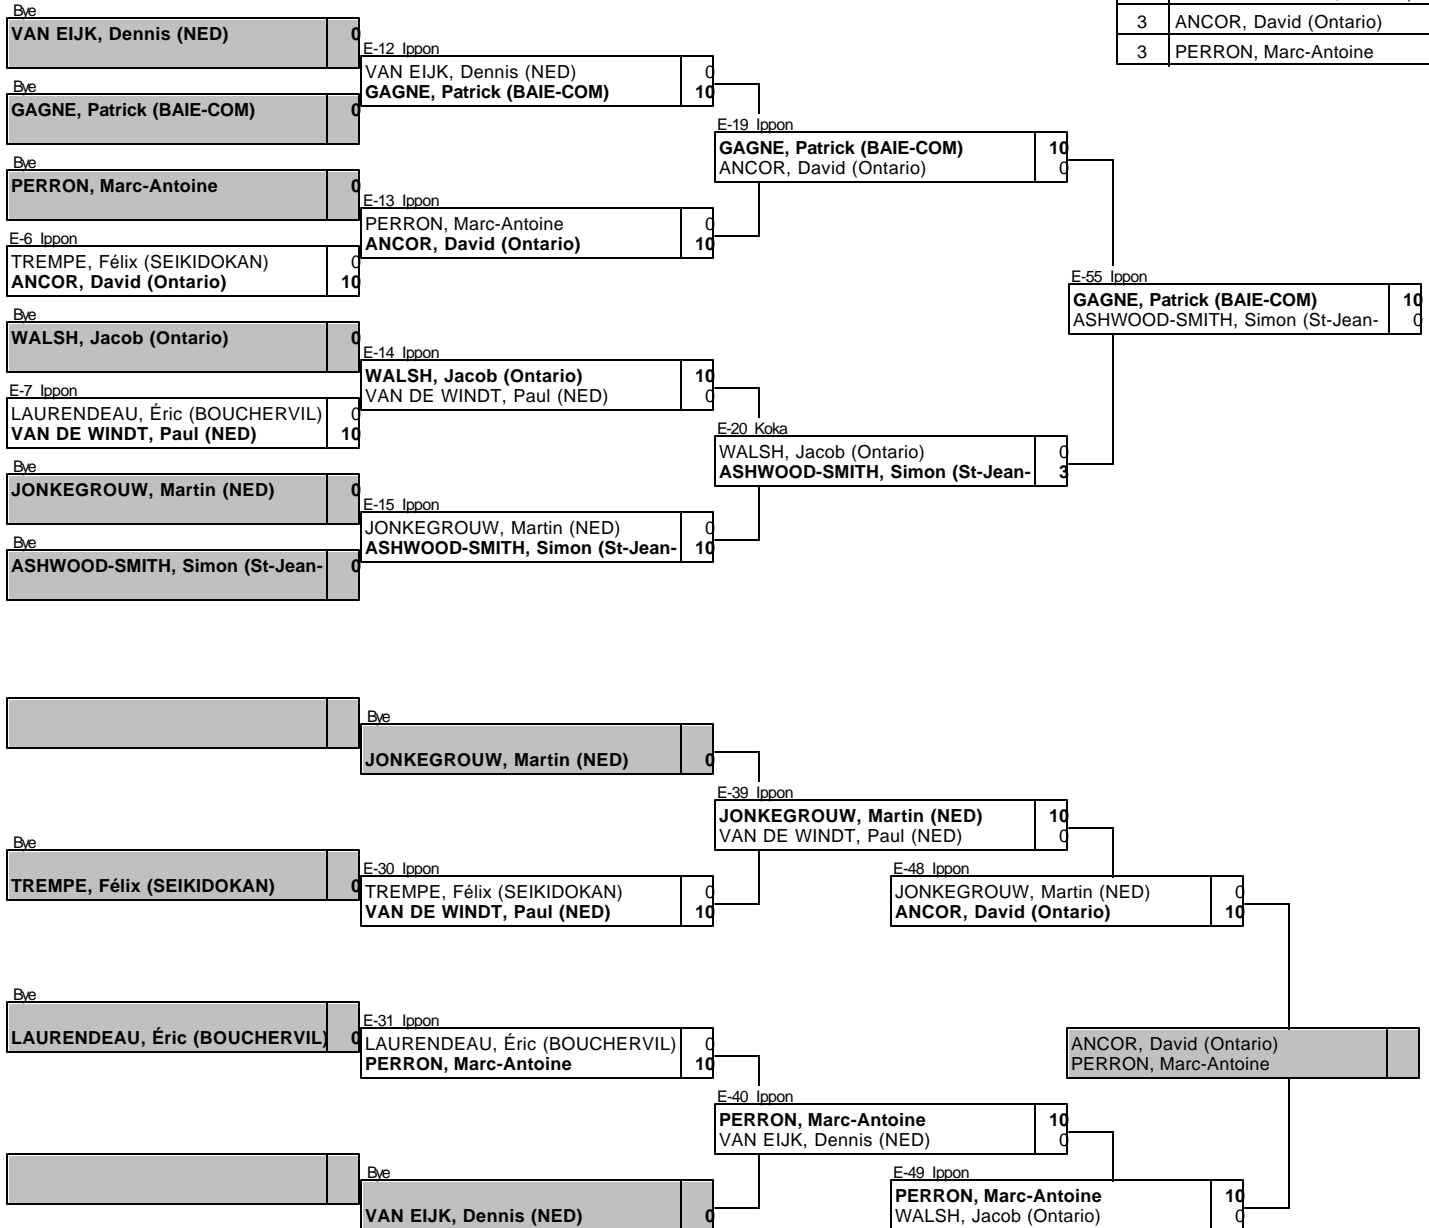 3 ANCOR, David (Ontario)
3 PERRON, Marc-Antoine
Bye
VAN EIJK, Dennis (NED) 0
Bye
GAGNE, Patrick (BAIE-COM) 0
Bye
PERRON, Marc-Antoine 0
E-6 Ippon
TREMPE, Félix (SEIKIDOKAN) 0
ANCOR, David (Ontario) 10
Bye
WALSH, Jacob (Ontario) 0
E-7 Ippon
LAURENDEAU, Éric (BOUCHERVIL) 0
VAN DE WINDT, Paul (NED) 10
Bye
JONKEGROUW, Martin (NED) 0
Bye
ASHWOOD-SMITH, Simon (St-Jean- 0
E-12 Ippon
VAN EIJK, Dennis (NED) 0
GAGNE, Patrick (BAIE-COM) 10
E-13 Ippon
PERRON, Marc-Antoine 0
ANCOR, David (Ontario) 10
E-14 Ippon
WALSH, Jacob (Ontario) 10
VAN DE WINDT, Paul (NED) 0
E-15 Ippon
JONKEGROUW, Martin (NED) 0
ASHWOOD-SMITH, Simon (St-Jean- 10
E-19 Ippon
GAGNE, Patrick (BAIE-COM) 10
ANCOR, David (Ontario) 0
E-20 Koka
WALSH, Jacob (Ontario) 0
ASHWOOD-SMITH, Simon (St-Jean- 3
E-55 Ippon
GAGNE, Patrick (BAIE-COM) 10
ASHWOOD-SMITH, Simon (St-Jean- 0
Bye
TREMPE, Félix (SEIKIDOKAN) 0
Bye
LAURENDEAU, Éric (BOUCHERVIL) 0
Bye
JONKEGROUW, Martin (NED) 0
E-30 Ippon
TREMPE, Félix (SEIKIDOKAN) 0
VAN DE WINDT, Paul (NED) 10
E-31 Ippon
LAURENDEAU, Éric (BOUCHERVIL) 0
PERRON, Marc-Antoine 10
Bye
VAN EIJK, Dennis (NED) 0
E-39 Ippon
JONKEGROUW, Martin (NED) 10
VAN DE WINDT, Paul (NED) 0
E-40 Ippon
PERRON, Marc-Antoine 10
VAN EIJK, Dennis (NED) 0
E-48 Ippon
JONKEGROUW, Martin (NED) 0
ANCOR, David (Ontario) 10
E-49 Ippon
PERRON, Marc-Antoine 10
WALSH, Jacob (Ontario) 0
ANCOR, David (Ontario)
PERRON, Marc-Antoine